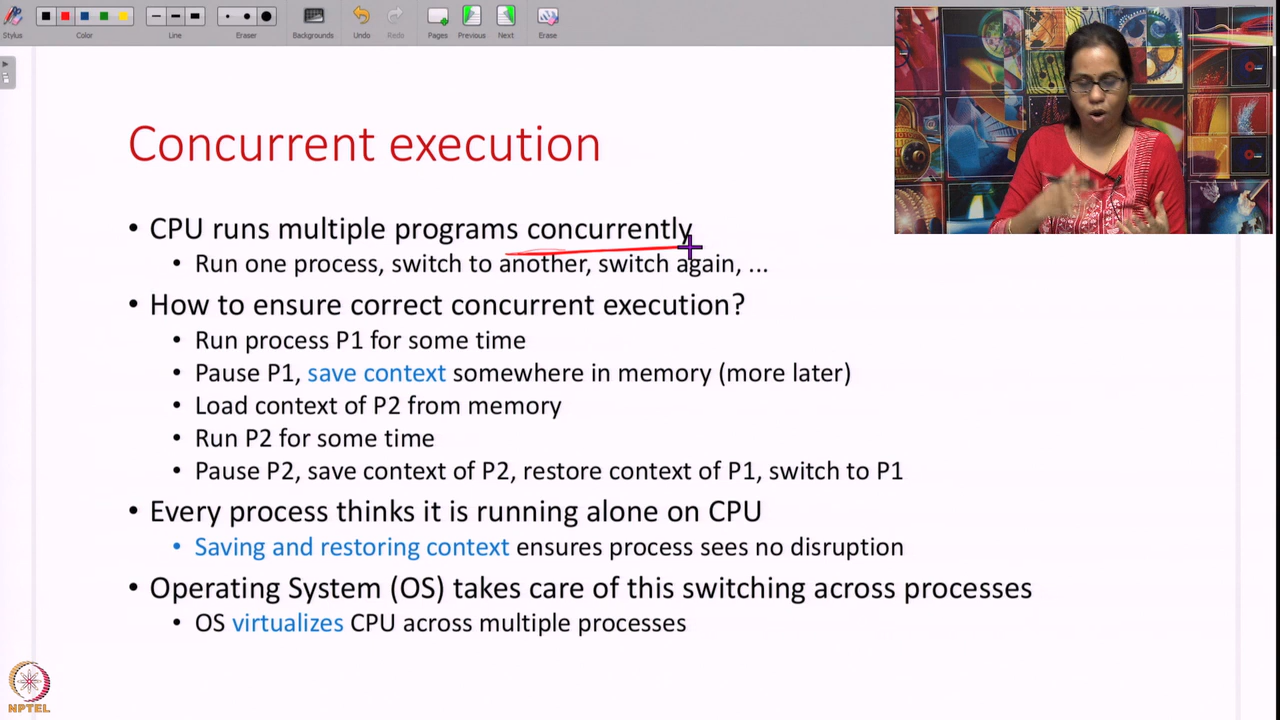 Stylus
Color
Line
Eraser
Backgrounds
Undo
Redo
Pages
Previous
Next
Erase
Concurrent execution
• CPU runs multiple programs concurrently
• Run one process, switch to another, switch again, ...
• How to ensure correct concurrent execution?
• Run process P1 for some time
• Pause P1, save context somewhere in memory (more later)
• Load context of P2 from memory
• Run P2 for some time
• Pause P2, save context of P2, restore context of P1, switch to P1
• Every process thinks it is running alone on CPU
• Saving and restoring context ensures process sees no disruption
• Operating System (OS) takes care of this switching across processes
• OS virtualizes CPU across multiple processes
NPTEL